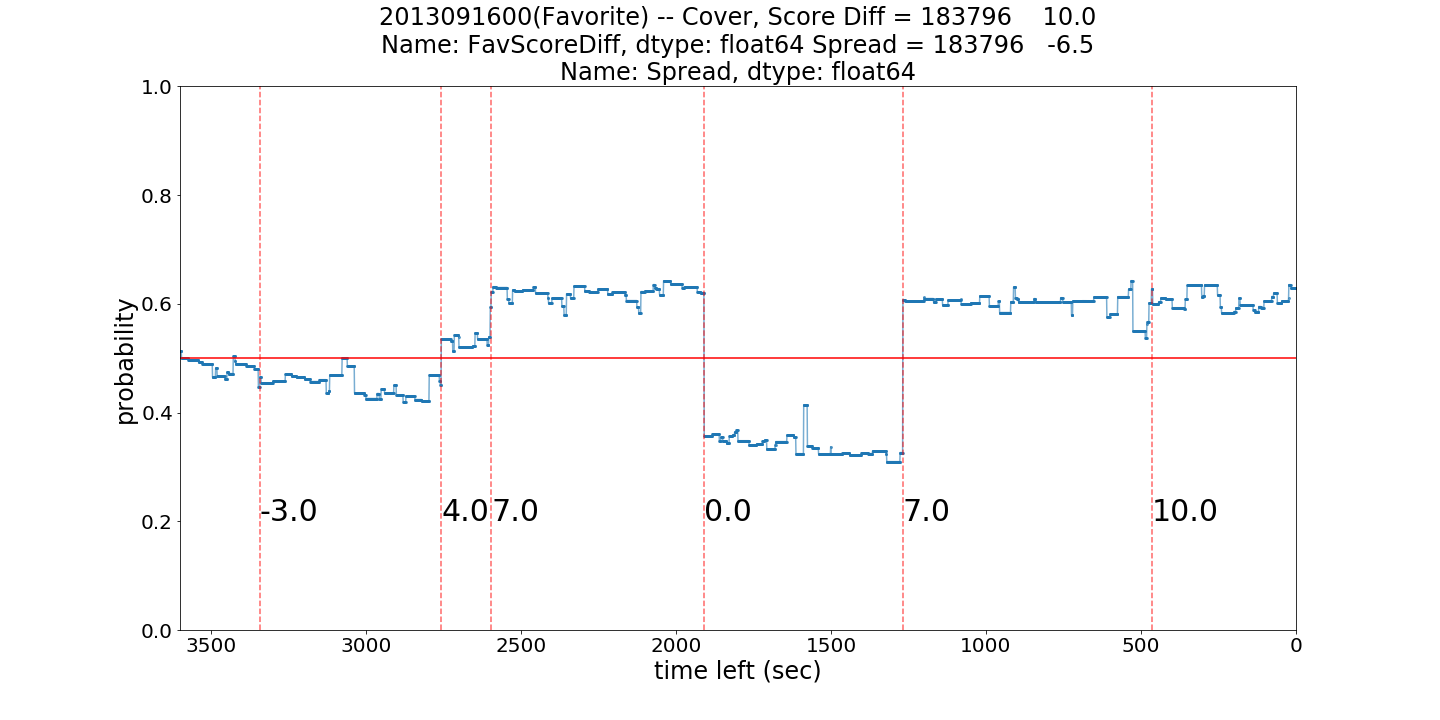 2013091600(Favorite) -- Cover, Score Diff = 183796    10.0
Name: FavScoreDiff, dtype: float64 Spread = 183796   -6.5
Name: Spread, dtype: float64
1.0
0.8
0.6
0.4
0.2
0.0
probability
-3.0 4.0 7.0 0.0 7.0 10.0
3500 3000 2500 2000 1500 1000 500 0
time left (sec)